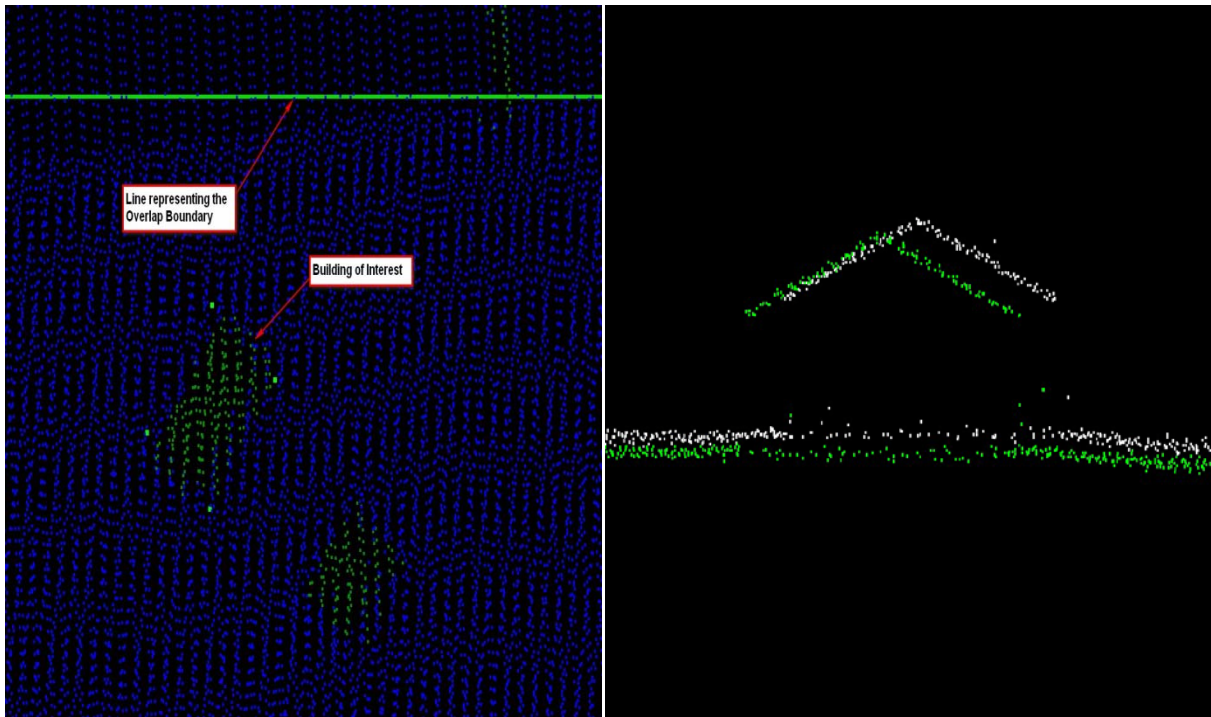 Line representing the
Overlap Boundary
Building of Interest